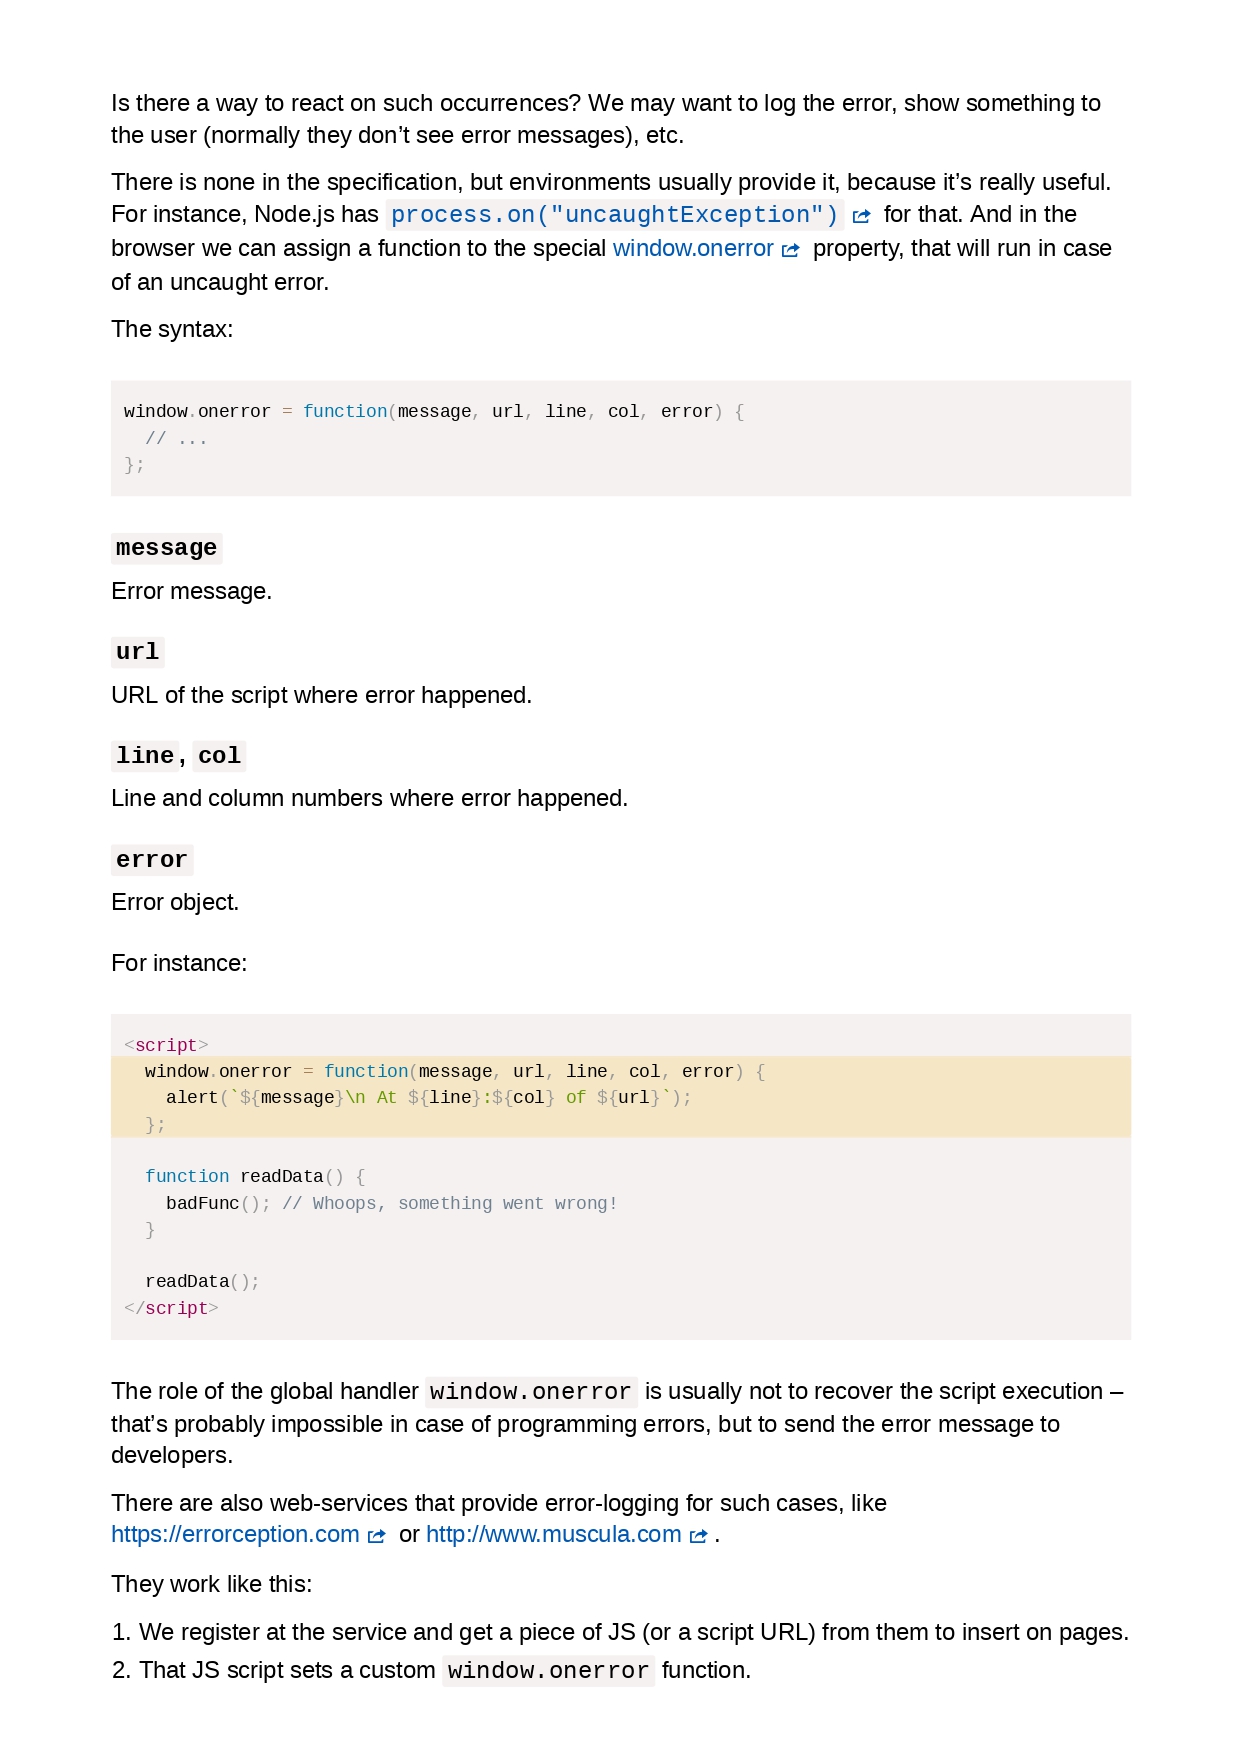 Is there a way to react on such occurrences? We may want to log the error, show something to
the user (normally they don’t see error messages), etc.
There is none in the specification, but environments usually provide it, because it’s really useful.
For instance, Node.js has process.on("uncaughtException") for that. And in the
browser we can assign a function to the special window.onerror property, that will run in case
of an uncaught error.
The syntax:
window.onerror = function(message, url, line, col, error) {
  // ...
};
message
Error message.
url
URL of the script where error happened.
line, col
Line and column numbers where error happened.
error
Error object.
For instance:
<script>
  window.onerror = function(message, url, line, col, error) {
    alert(`${message}\n At ${line}:${col} of ${url}`);
  };
  function readData() {
    badFunc(); // Whoops, something went wrong!
  }
  readData();
</script>
The role of the global handler window.onerror is usually not to recover the script execution –
that’s probably impossible in case of programming errors, but to send the error message to
developers.
There are also web-services that provide error-logging for such cases, like
https://errorception.com or http://www.muscula.com .
They work like this:
1. We register at the service and get a piece of JS (or a script URL) from them to insert on pages.
2. That JS script sets a custom window.onerror function.